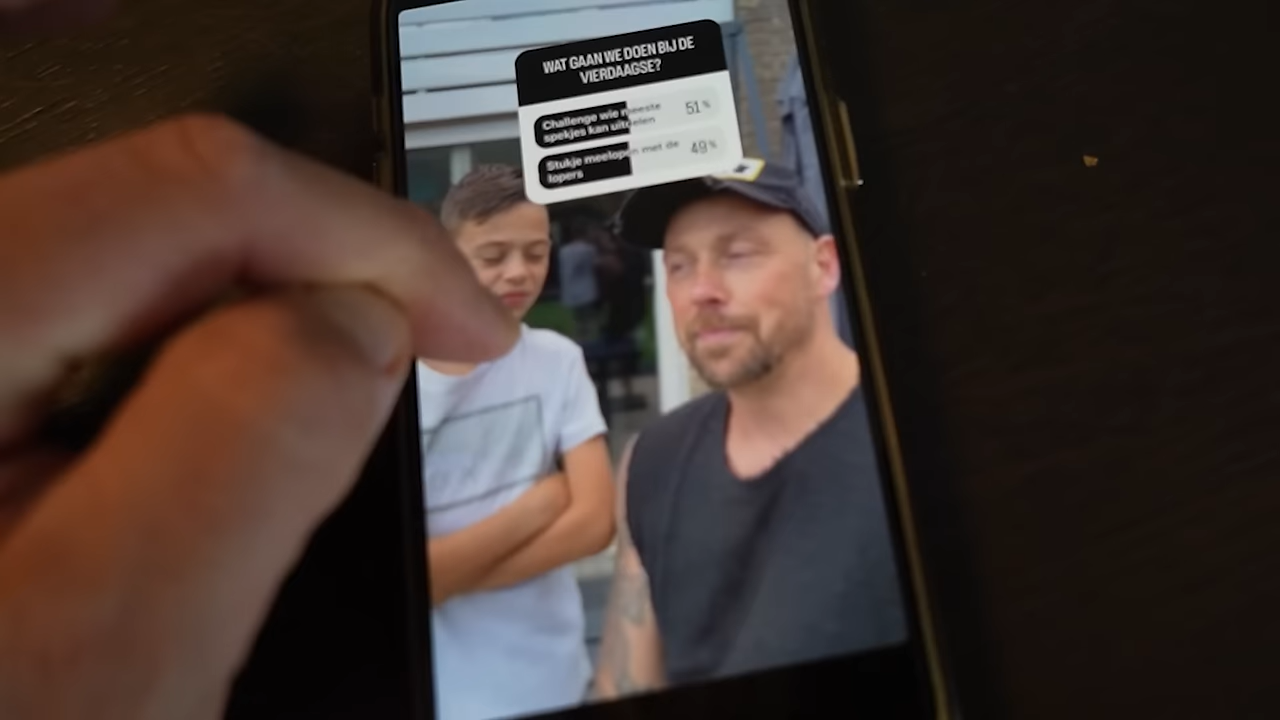 WAT GAAN WE DOEN BIJ DE
VIERDAAGSE?
Challenge wie meeste
spekjes kan uitdelen
51%
Stukje meelopen met de
lopers
49%